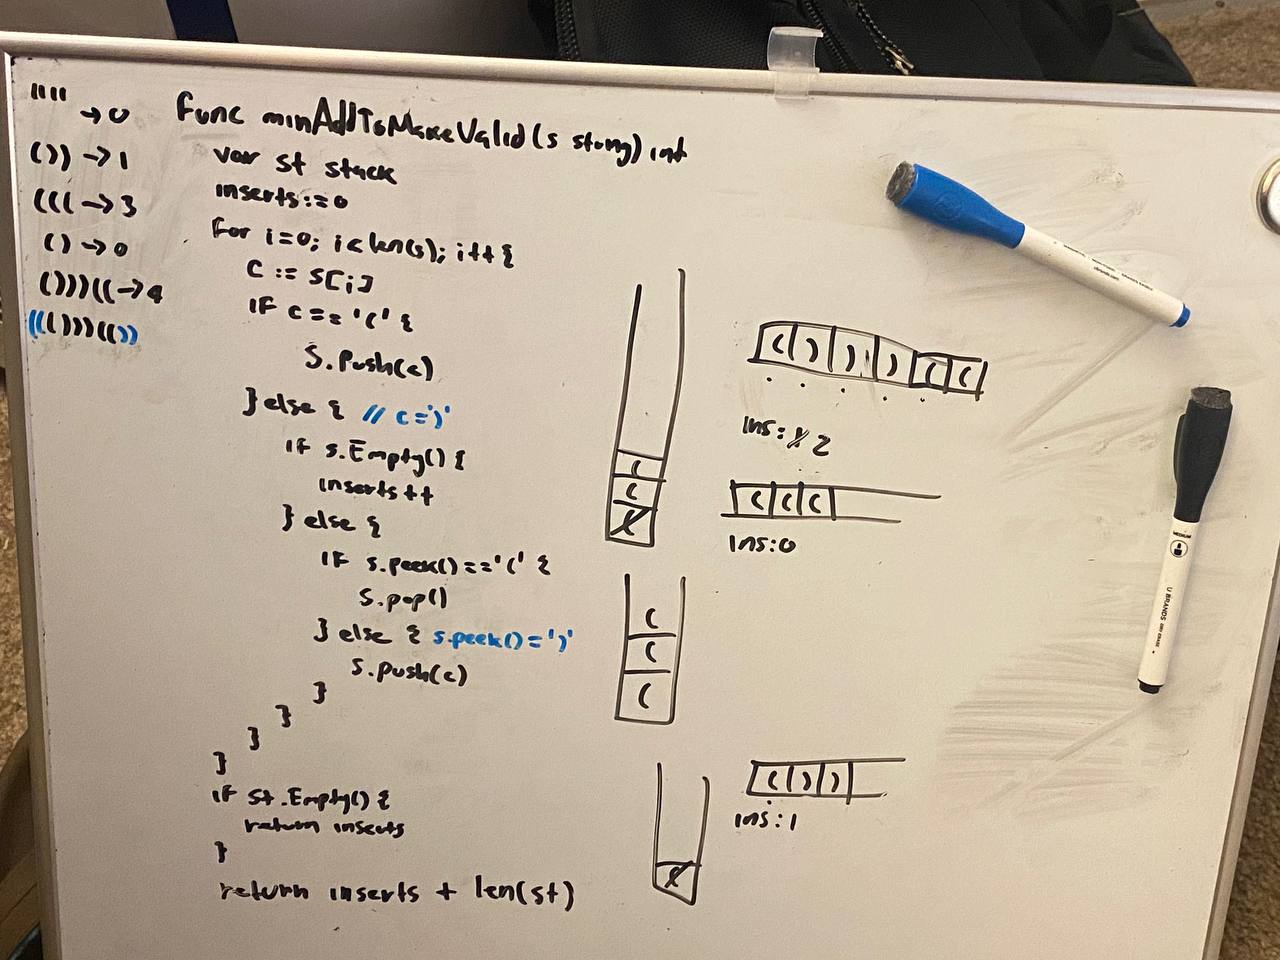 "" → 0
()) → 1
((( → 3
() → 0
()))(( → 4
((()))(())
func minAddToMakeValid(s string) int
var st stack
inserts := 0
for i=0; i<len(s); i++ {
c := s[i]
if c == '(' {
s.Push(c)
} else { // c=')'
if s.Empty() {
inserts ++
} else {
if s.peek() == '(' {
s.pop()
} else { s.peek()=')'
s.push(c)
}
}
}
}
if st.Empty() {
return inserts
}
return inserts + len(st)
(
(
(
( ) ) ) ( (
ins: 1 2
( ( (
ins: 0
(
(
(
( ) )
ins: 1
(
U BRANDS
MEDIUM